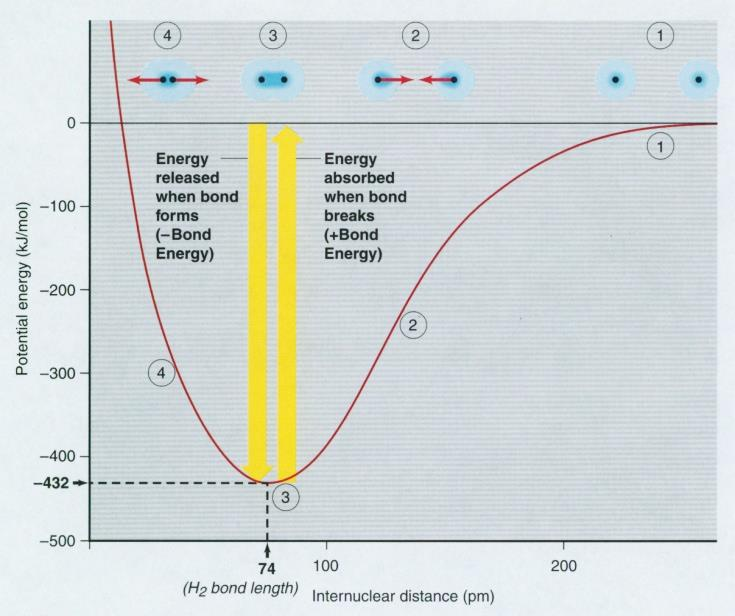 4
3
2
1
0
−100
−200
−300
−400
−432
−500
Potential energy (kJ/mol)
Energy
released
when bond
forms
(−Bond
Energy)
Energy
absorbed
when bond
breaks
(+Bond
Energy)
1
2
4
3
74
(H₂ bond length)
100
200
Internuclear distance (pm)